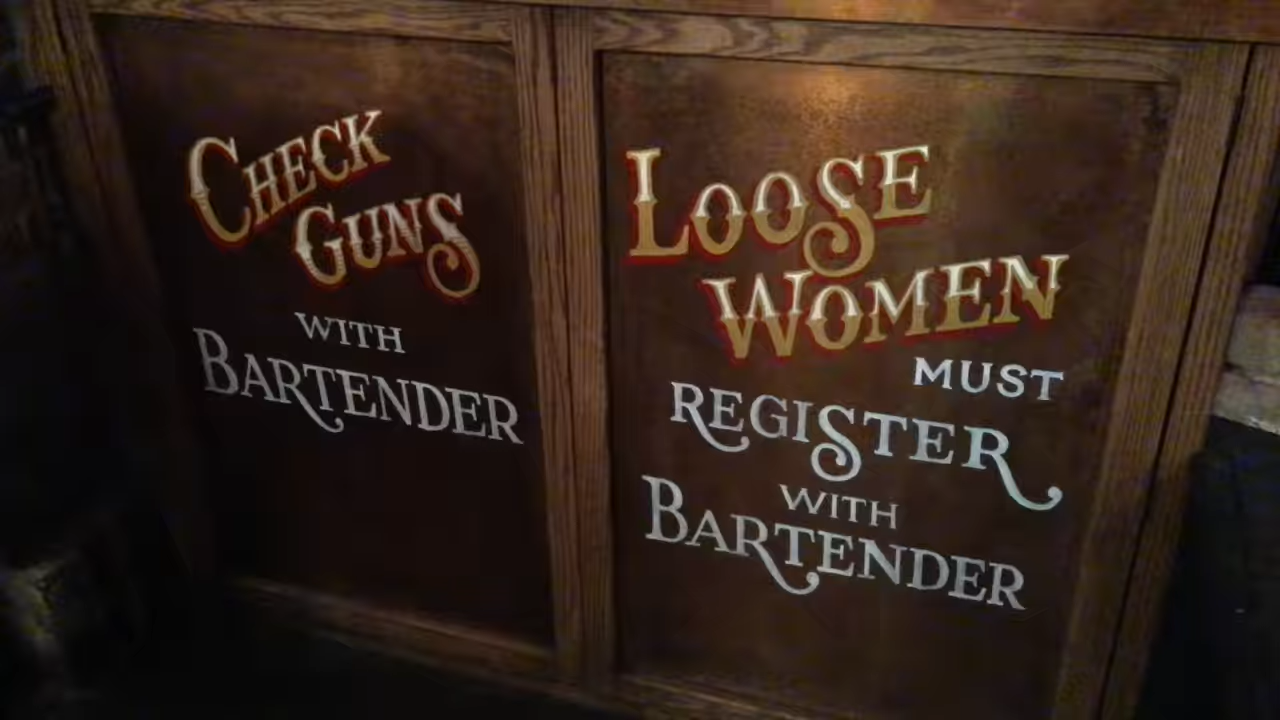 CHECK
GUNS
WITH
BARTENDER
LOOSE
WOMEN
MUST
REGISTER
WITH
BARTENDER